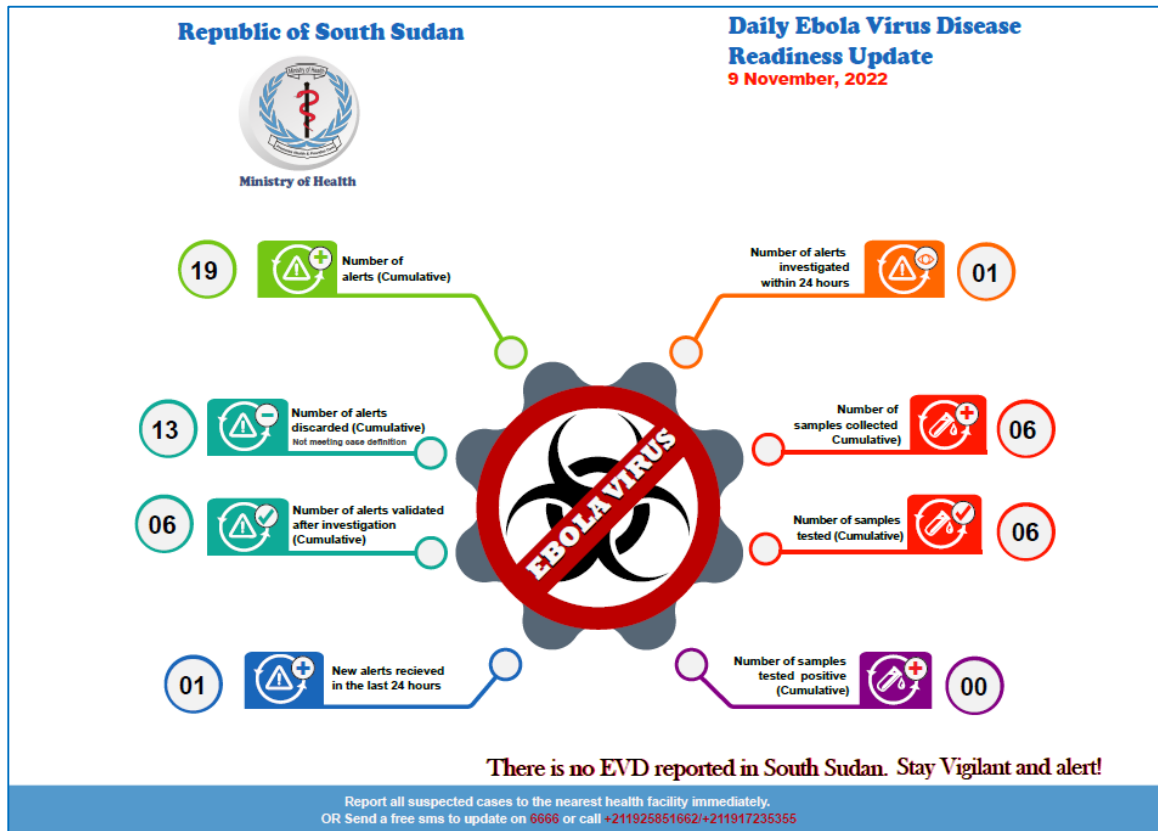 Republic of South Sudan
Ministry of Health
Ministry of Health
Daily Ebola Virus Disease
Readiness Update
9 November, 2022
19
Number of
alerts (Cumulative)
Number of alerts
investigated
within 24 hours
01
13
Number of alerts
discarded (Cumulative)
Not meeting case definition
Number of
samples collected
Cumulative)
06
06
Number of alerts validated
after investigation
(Cumulative)
Number of samples
tested (Cumulative)
06
EBOLA VIRUS
01
New alerts recieved
in the last 24 hours
Number of samples
tested positive
(Cumulative)
00
There is no EVD reported in South Sudan. Stay Vigilant and alert!
Report all suspected cases to the nearest health facility immediately.
OR Send a free sms to update on 6666 or call +211925851662/+211917235355